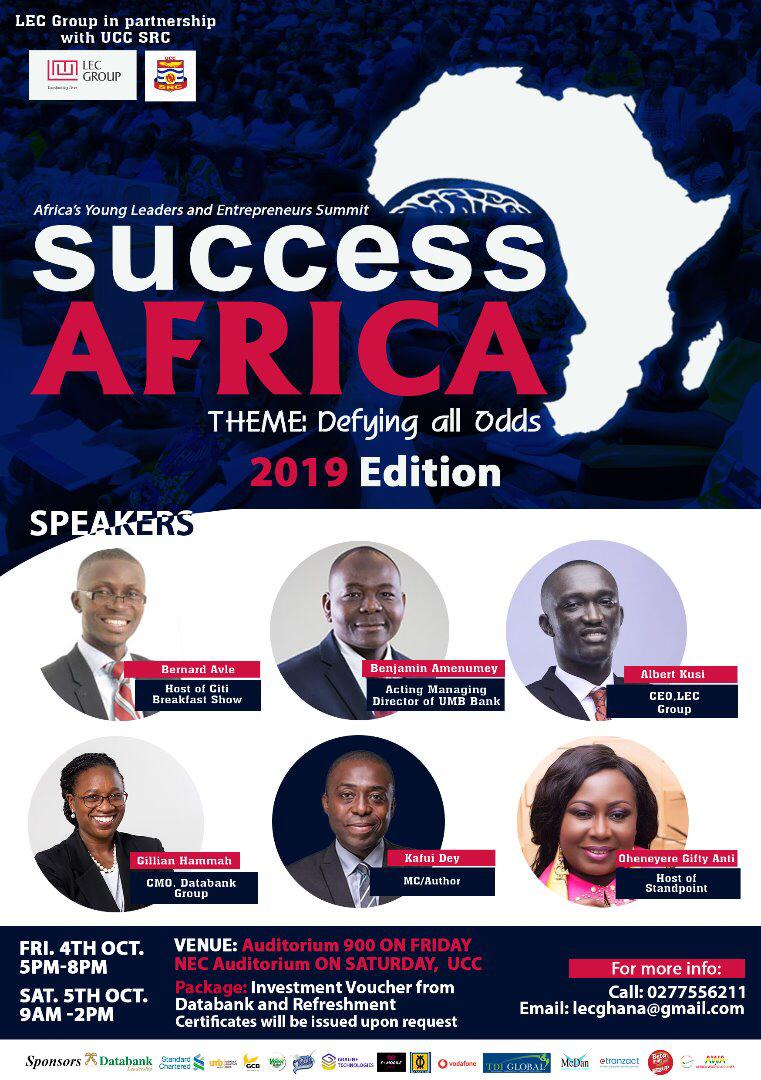 LEC Group in partnership
with UCC SRC
LEC
GROUP
UCC
SRC
Africa's Young Leaders and Entrepreneurs Summit
success
AFRICA
THEME: Defying all Odds
2019 Edition
SPEAKERS
Bernard Avle
Host of Citi
Breakfast Show
Benjamin Amenumey
Acting Managing
Director of UMB Bank
Albert Kusi
CEO,LEC
Group
Gillian Hammah
CMO, Databank
Group
Kafui Dey
MC/Author
Oheneyere Gifty Anti
Host of
Standpoint
FRI. 4TH OCT.
5PM-8PM
SAT. 5TH OCT.
9AM -2PM
VENUE: Auditorium 900 ON FRIDAY
NEC Auditorium ON SATURDAY, UCC
Package: Investment Voucher from
Databank and Refreshment
Certificates will be issued upon request
For more info:
Call: 0277556211
Email: lecghana@gmail.com
Sponsors
Databank
Leadership
Standard
Chartered
umb
GCB
GRALINE
TECHNOLOGIES
vodafone
TDI GLOBAL
McDan
etranzact
Beta
AWA